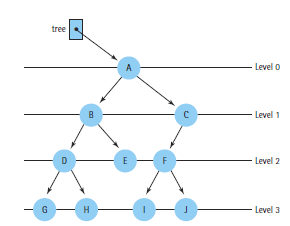 tree
A Level 0
B C Level 1
D E F Level 2
G H I J Level 3